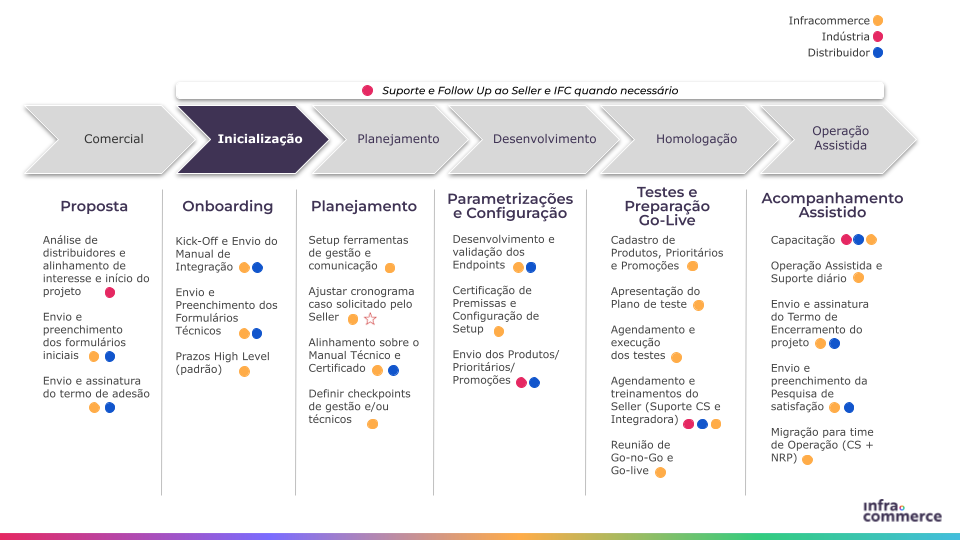 Infracommerce
Indústria
Distribuidor
Suporte e Follow Up ao Seller e IFC quando necessário
Comercial
Inicialização
Planejamento
Desenvolvimento
Homologação
Operação
Assistida
Proposta
Análise de
distribuidores e
alinhamento de
interesse e início do
projeto
Envio e
preenchimento
dos formulários
iniciais
Envio e assinatura
do termo de adesão
Onboarding
Kick-Off e Envio do
Manual de
Integração
Envio e
Preenchimento dos
Formulários
Técnicos
Prazos High Level
(padrão)
Planejamento
Setup ferramentas
de gestão e
comunicação
Ajustar cronograma
caso solicitado pelo
Seller
Alinhamento sobre o
Manual Técnico e
Certificado
Definir checkpoints
de gestão e/ou
técnicos
Parametrizações
e Configuração
Desenvolvimento e
validação dos
Endpoints
Certificação de
Premissas e
Configuração de
Setup
Envio dos Produtos/
Prioritários/
Promoções
Testes e
Preparação
Go-Live
Cadastro de
Produtos, Prioritários
e Promoções
Apresentação do
Plano de teste
Agendamento e
execução
dos testes
Agendamento e
treinamentos do
Seller (Suporte CS e
Integradora)
Reunião de
Go-no-Go e
Go-live
Acompanhamento
Assistido
Capacitação
Operação Assistida e
Suporte diário
Envio e assinatura
do Termo de
Encerramento do
projeto
Envio e
preenchimento da
Pesquisa de
satisfação
Migração para time
de Operação (CS +
NRP)
infra
commerce